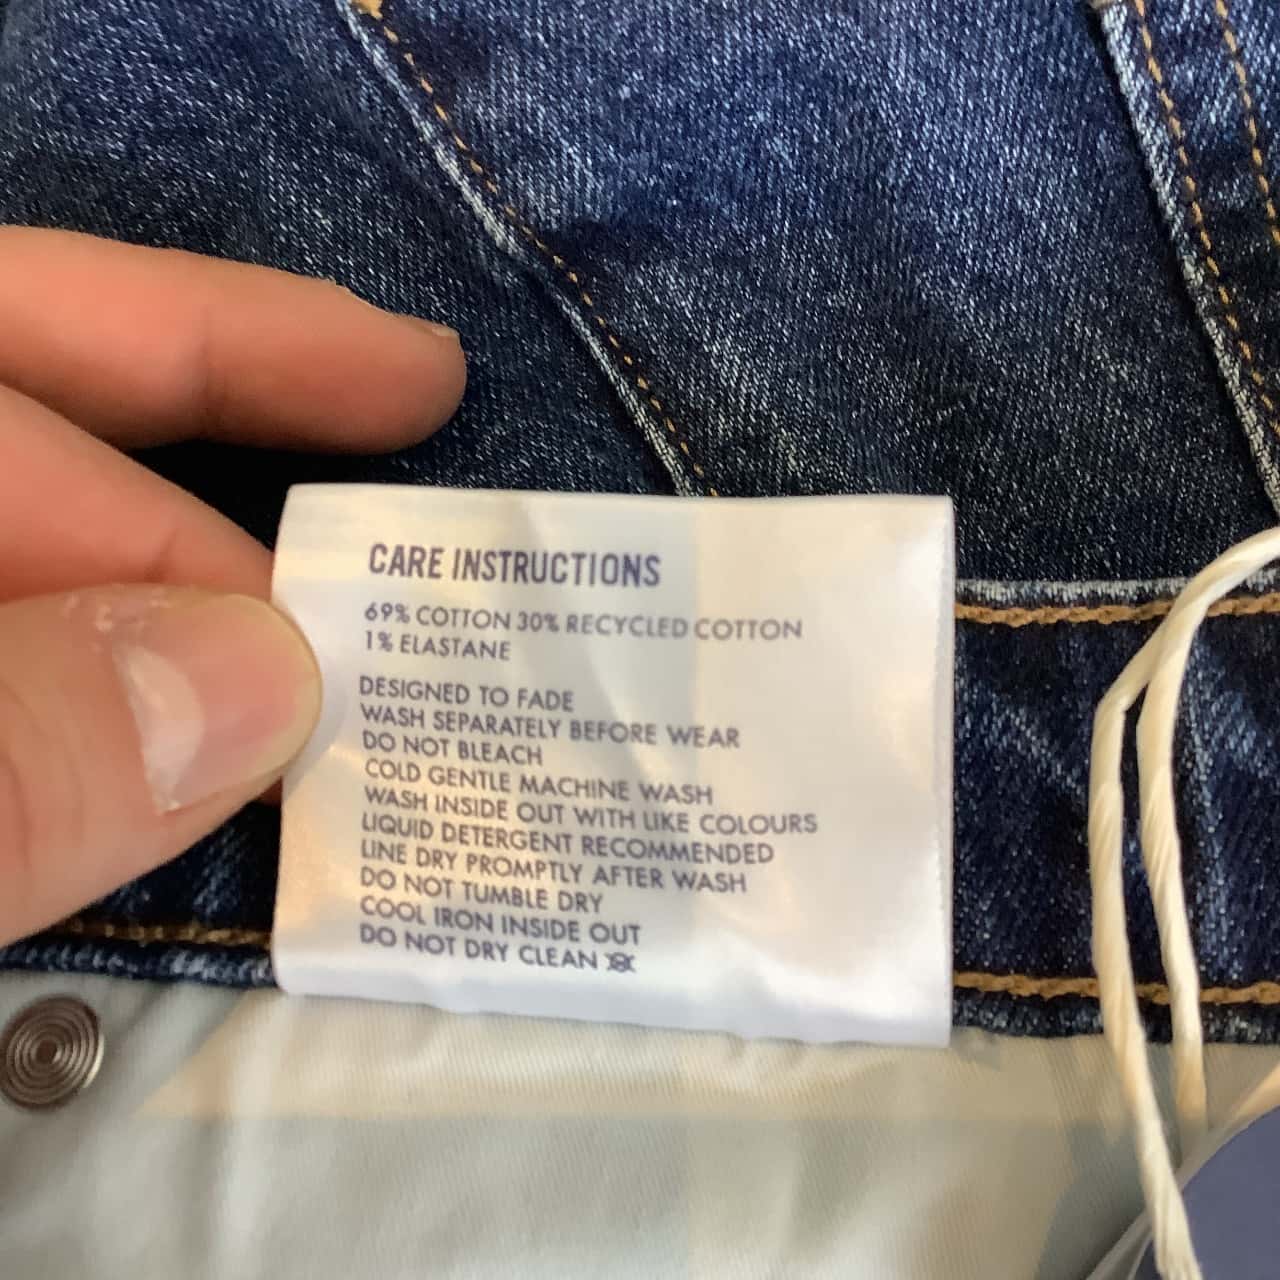 CARE INSTRUCTIONS
69% COTTON 30% RECYCLED COTTON
1% ELASTANE
DESIGNED TO FADE
WASH SEPARATELY BEFORE WEAR
DO NOT BLEACH
COLD GENTLE MACHINE WASH
WASH INSIDE OUT WITH LIKE COLOURS
LIQUID DETERGENT RECOMMENDED
LINE DRY PROMPTLY AFTER WASH
DO NOT TUMBLE DRY
COOL IRON INSIDE OUT
DO NOT DRY CLEAN